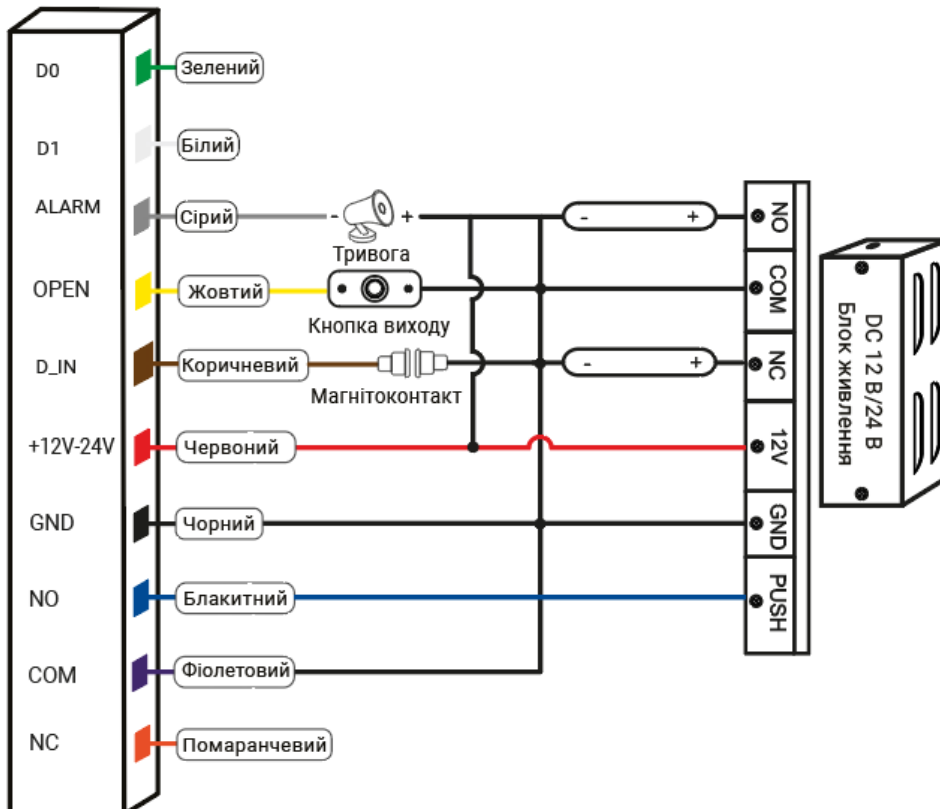 D0
Зелений
D1
Білий
ALARM
Сірий
- +
Тривога
- +
NO
OPEN
Жовтий
Кнопка виходу
COM
D_IN
Коричневий
Магнітоконтакт
- +
NC
+12V-24V
Червоний
12V
GND
Чорний
GND
NO
Блакитний
PUSH
COM
Фіолетовий
NC
Помаранчевий
DC 12 В/24 В
Блок живлення